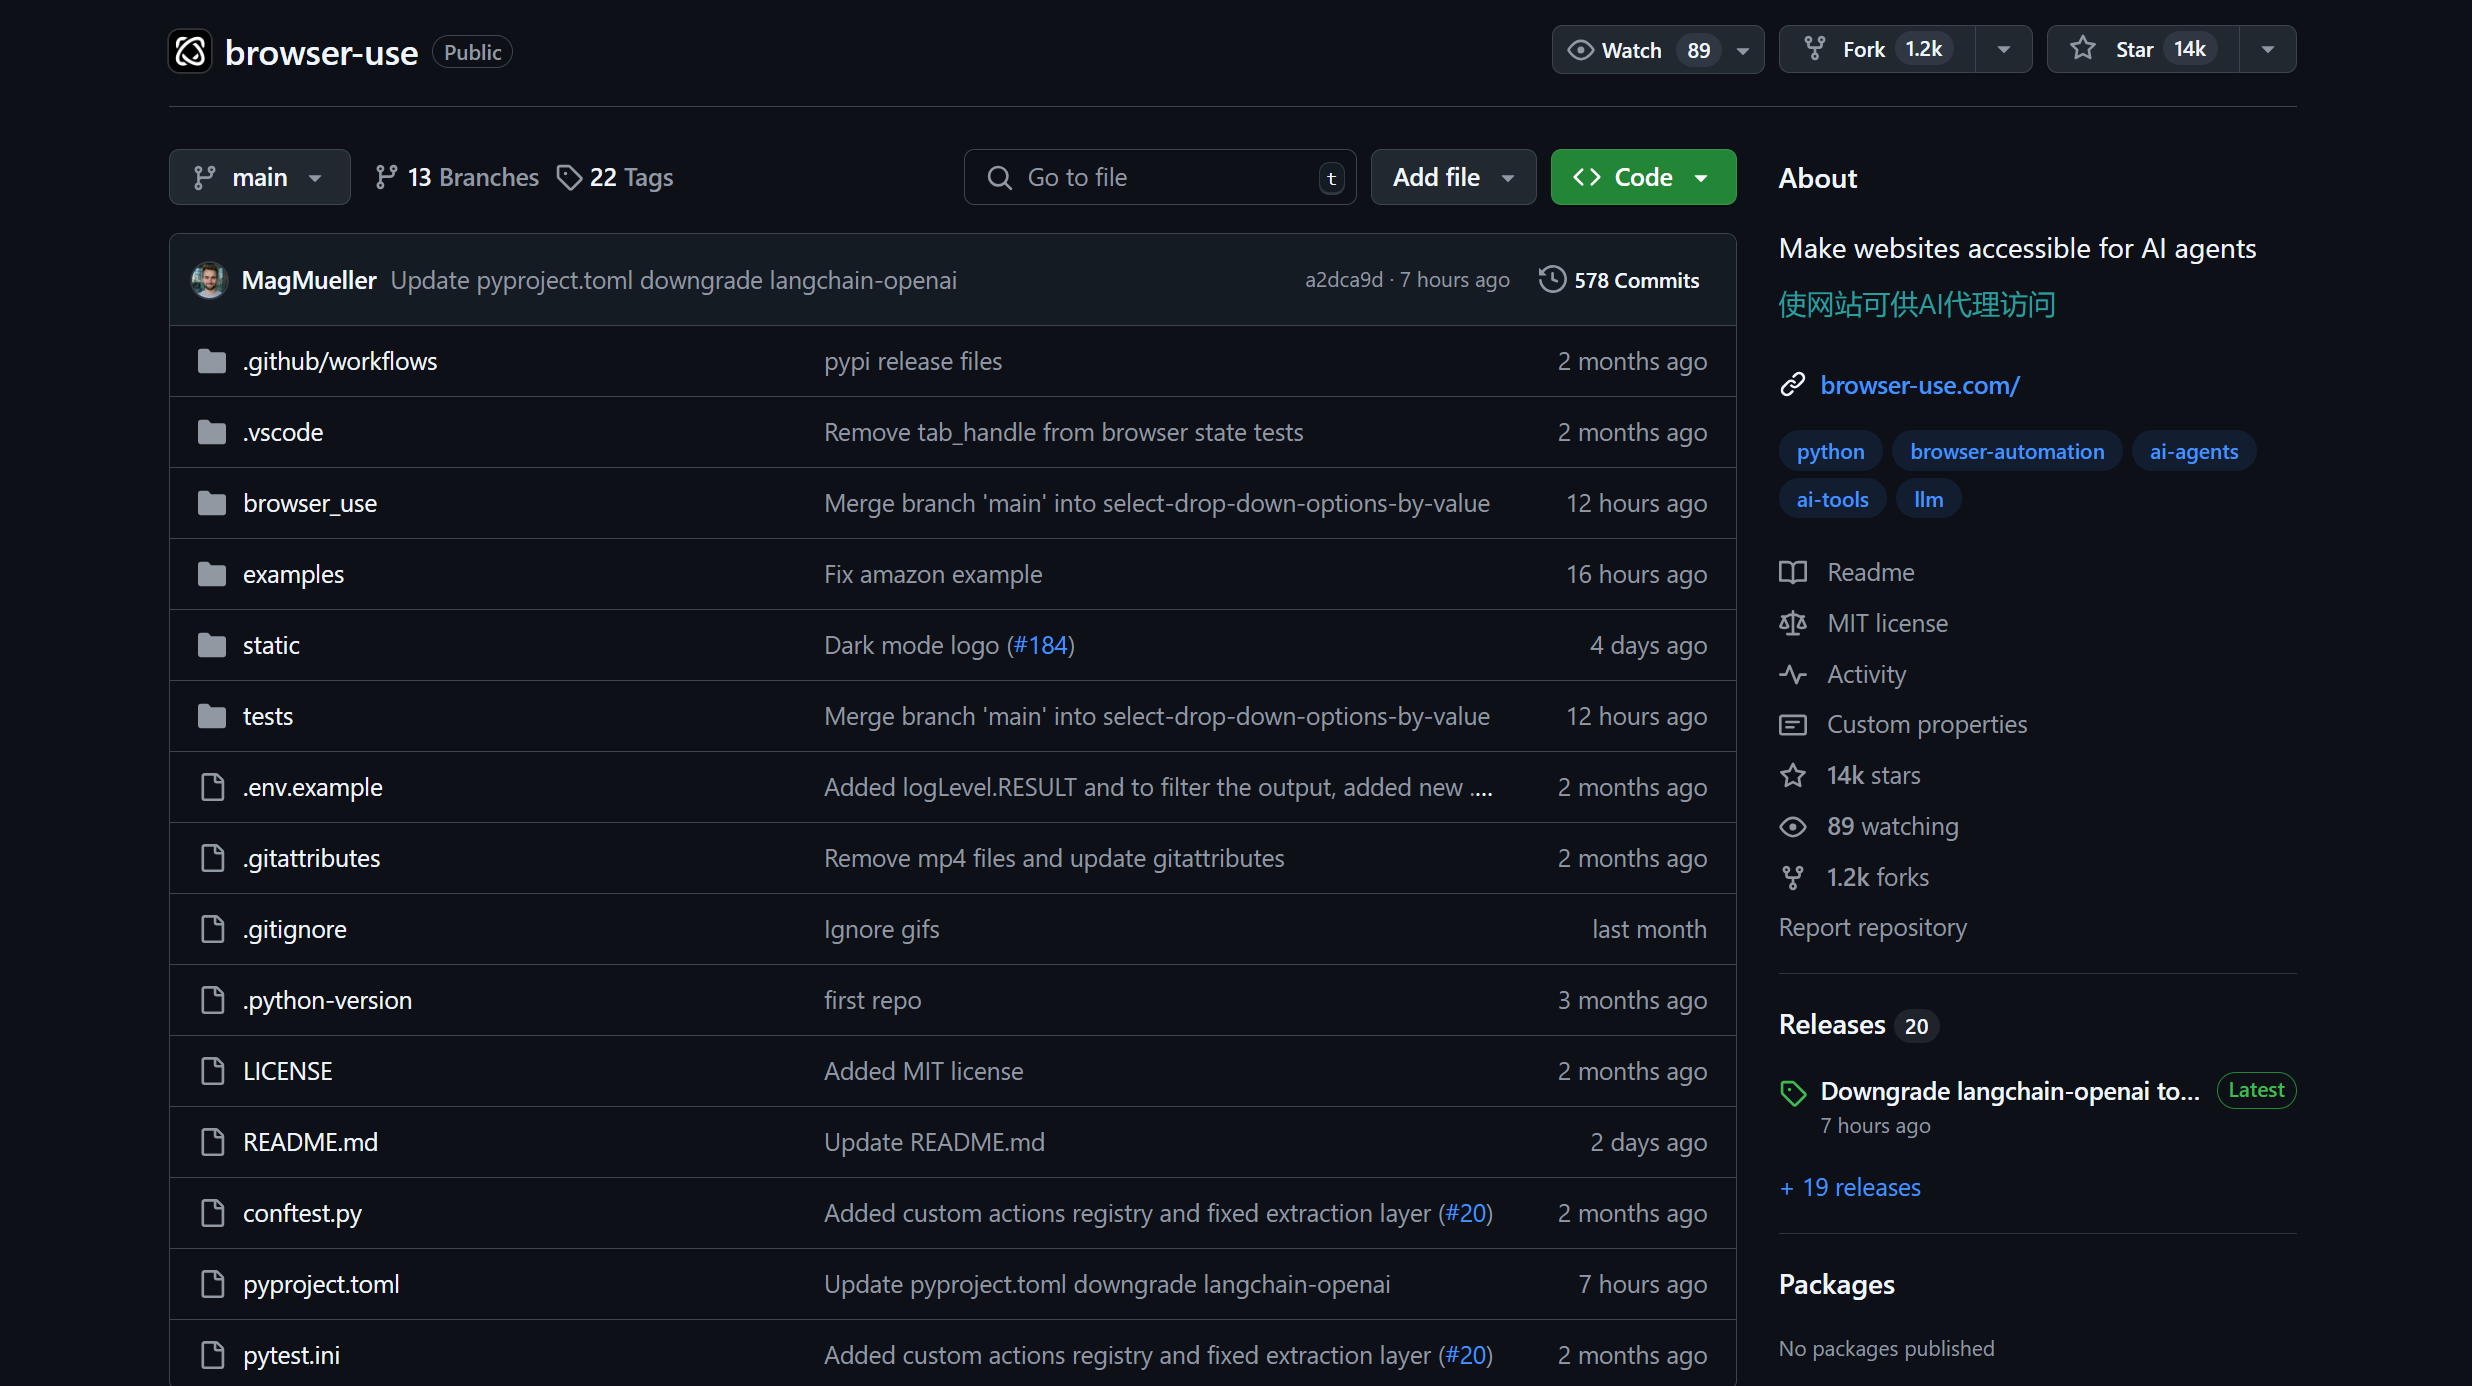 browser-use Public
Watch 89
Fork 1.2k
Star 14k
main
13 Branches
22 Tags
Go to file
t
Add file
Code
MagMueller Update pyproject.toml downgrade langchain-openai
a2dca9d · 7 hours ago
578 Commits
.github/workflows pypi release files 2 months ago
.vscode Remove tab_handle from browser state tests 2 months ago
browser_use Merge branch 'main' into select-drop-down-options-by-value 12 hours ago
examples Fix amazon example 16 hours ago
static Dark mode logo (#184) 4 days ago
tests Merge branch 'main' into select-drop-down-options-by-value 12 hours ago
.env.example Added logLevel.RESULT and to filter the output, added new .... 2 months ago
.gitattributes Remove mp4 files and update gitattributes 2 months ago
.gitignore Ignore gifs last month
.python-version first repo 3 months ago
LICENSE Added MIT license 2 months ago
README.md Update README.md 2 days ago
conftest.py Added custom actions registry and fixed extraction layer (#20) 2 months ago
pyproject.toml Update pyproject.toml downgrade langchain-openai 7 hours ago
pytest.ini Added custom actions registry and fixed extraction layer (#20) 2 months ago
About
Make websites accessible for AI agents
使网站可供AI代理访问
browser-use.com/
python browser-automation ai-agents
ai-tools llm
Readme
MIT license
Activity
Custom properties
14k stars
89 watching
1.2k forks
Report repository
Releases 20
Downgrade langchain-openai to... Latest
7 hours ago
+ 19 releases
Packages
No packages published